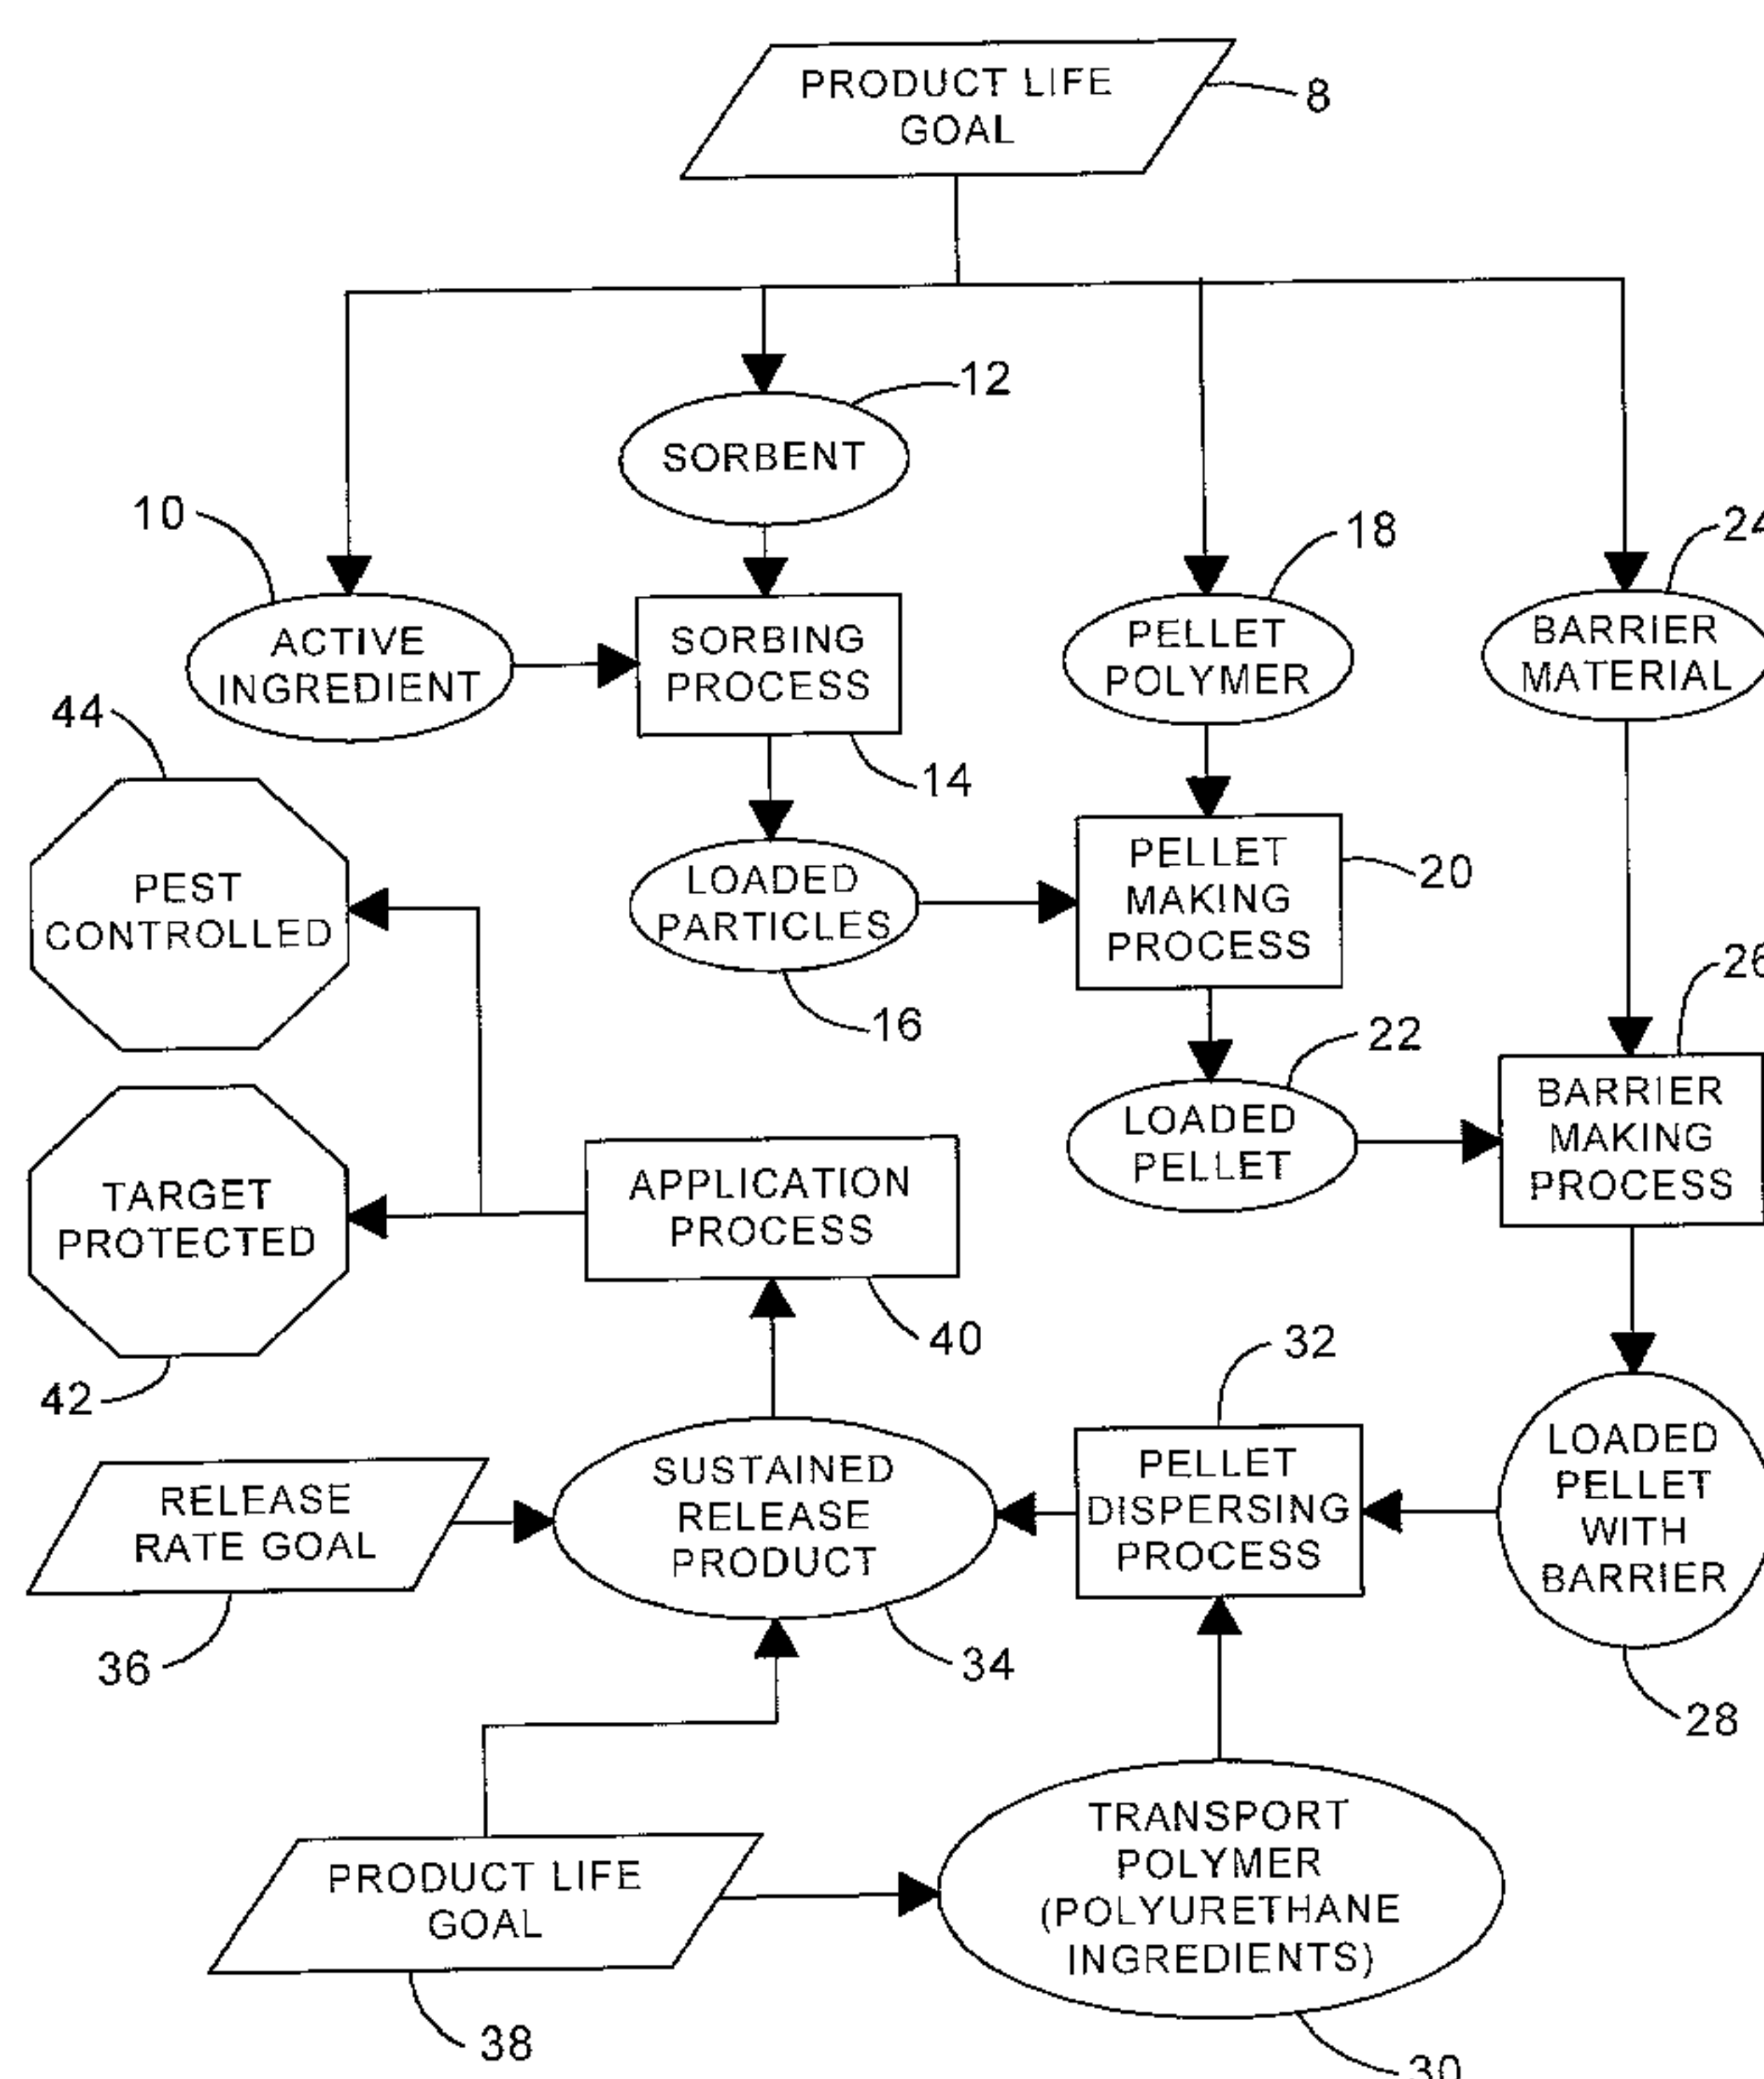 PRODUCT LIFE
GOAL
8
12
SORBENT
10
18
24
ACTIVE
INGREDIENT
SORBING
PROCESS
PELLET
POLYMER
BARRIER
MATERIAL
44
14
PEST
CONTROLLED
LOADED
PARTICLES
PELLET
MAKING
PROCESS
20
16
22
26
TARGET
PROTECTED
APPLICATION
PROCESS
LOADED
PELLET
BARRIER
MAKING
PROCESS
42
40
32
RELEASE
RATE GOAL
SUSTAINED
RELEASE
PRODUCT
PELLET
DISPERSING
PROCESS
LOADED
PELLET
WITH
BARRIER
36
34
28
PRODUCT LIFE
GOAL
TRANSPORT
POLYMER
(POLYURETHANE
INGREDIENTS)
38
30